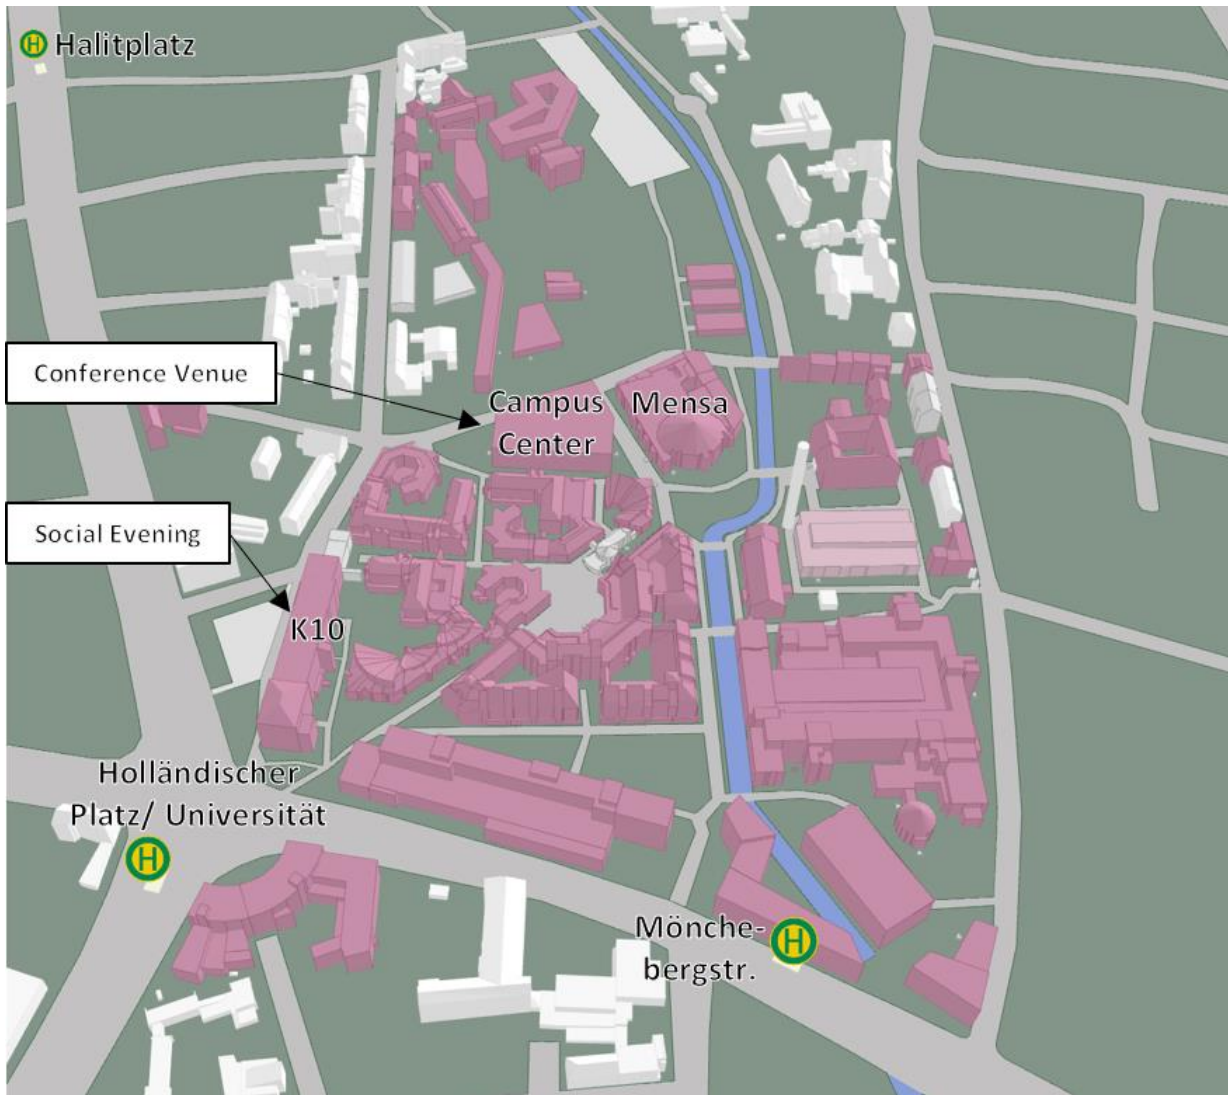 H Halitplatz
Conference Venue
Campus
Center
Mensa
Social Evening
K10
Holländischer
Platz/ Universität
H
Mönche-
bergstr.
H